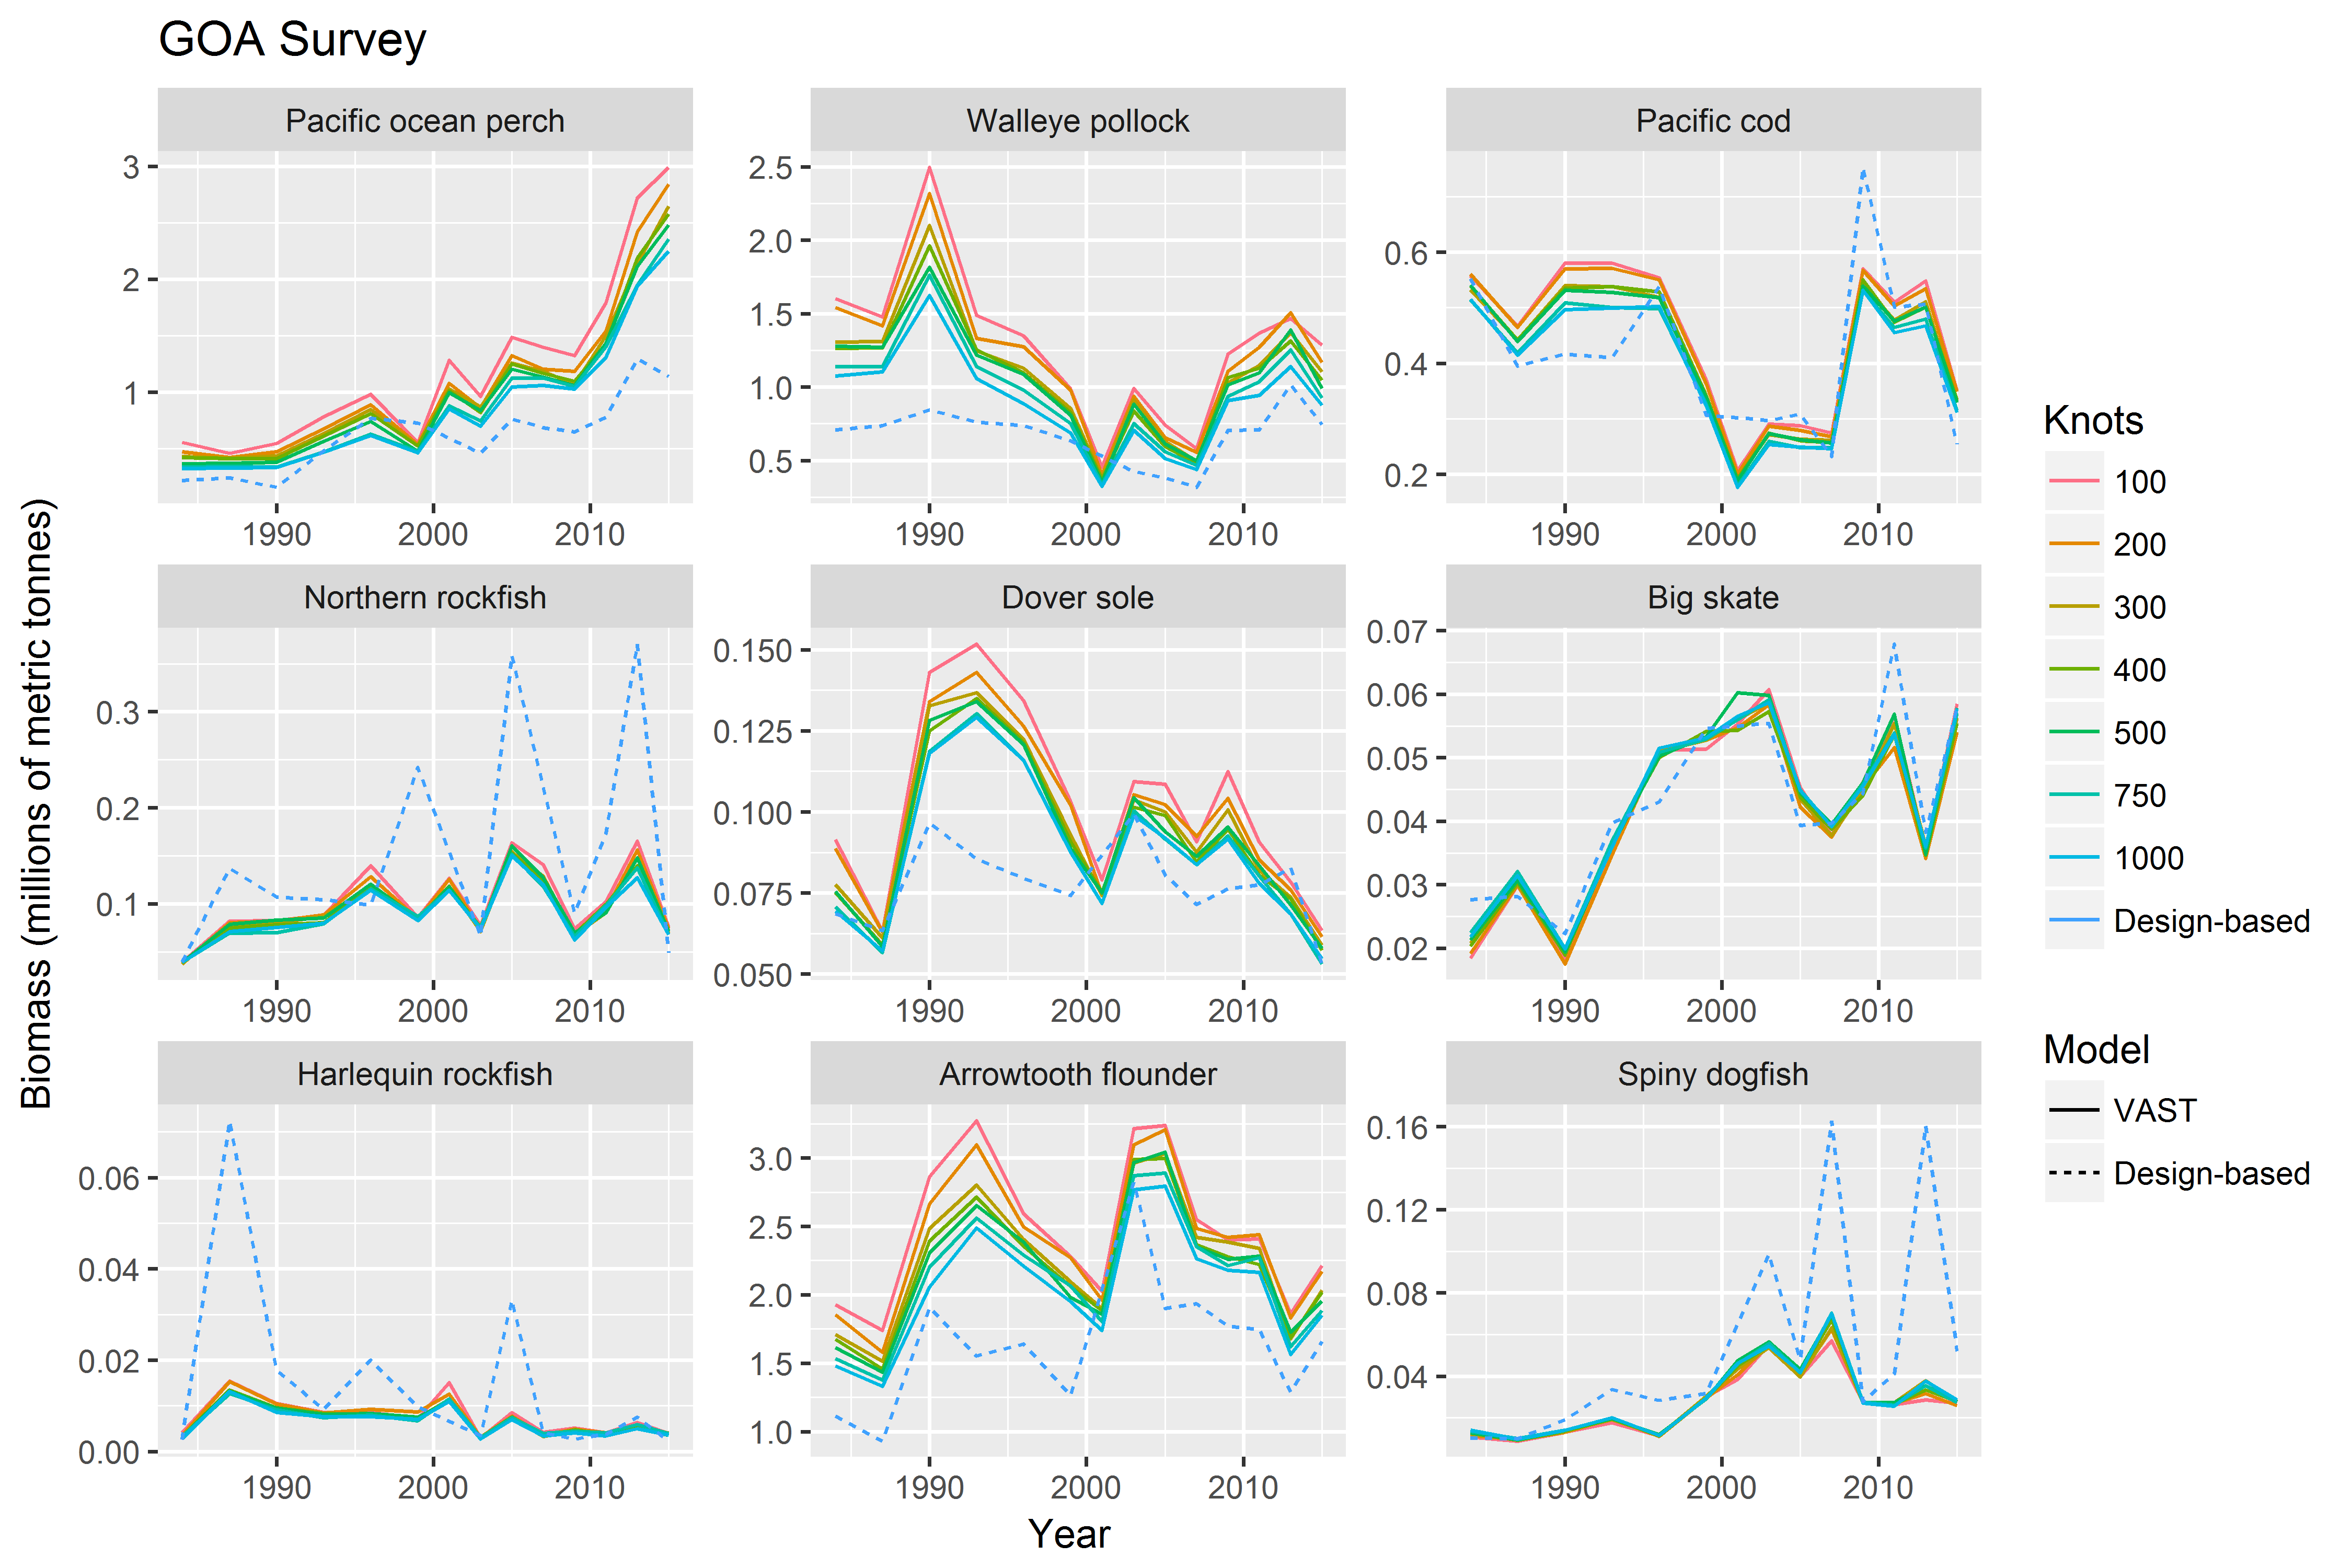 GOA Survey
Pacific ocean perch
Walleye pollock
Pacific cod
3
2
1
2.5
2.0
1.5
1.0
0.5
0.6
0.4
0.2
1990 2000 2010
1990 2000 2010
1990 2000 2010
Northern rockfish
Dover sole
Big skate
0.3
0.2
0.1
0.150
0.125
0.100
0.075
0.050
0.07
0.06
0.05
0.04
0.03
0.02
1990 2000 2010
1990 2000 2010
1990 2000 2010
Harlequin rockfish
Arrowtooth flounder
Spiny dogfish
0.06
0.04
0.02
0.00
3.0
2.5
2.0
1.5
1.0
0.16
0.12
0.08
0.04
1990 2000 2010
1990 2000 2010
1990 2000 2010
Year
Biomass (millions of metric tonnes)
Knots
100
200
300
400
500
750
1000
Design-based
Model
VAST
Design-based